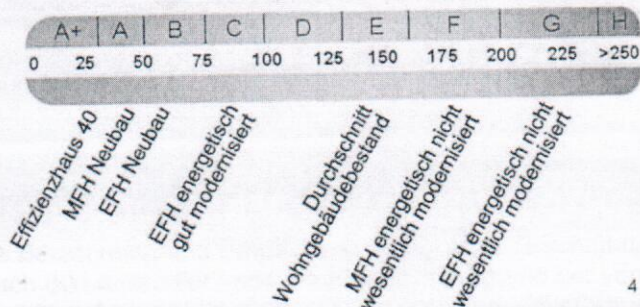 A+ A B C D E F G H
0 25 50 75 100 125 150 175 200 225 >250
Effizienzhaus 40
MFH Neubau
EFH Neubau
EFH energetisch
gut modernisiert
Durchschnitt
Wohngebäudebestand
MFH energetisch nicht
wesentlich modernisiert
EFH energetisch nicht
wesentlich modernisiert
4